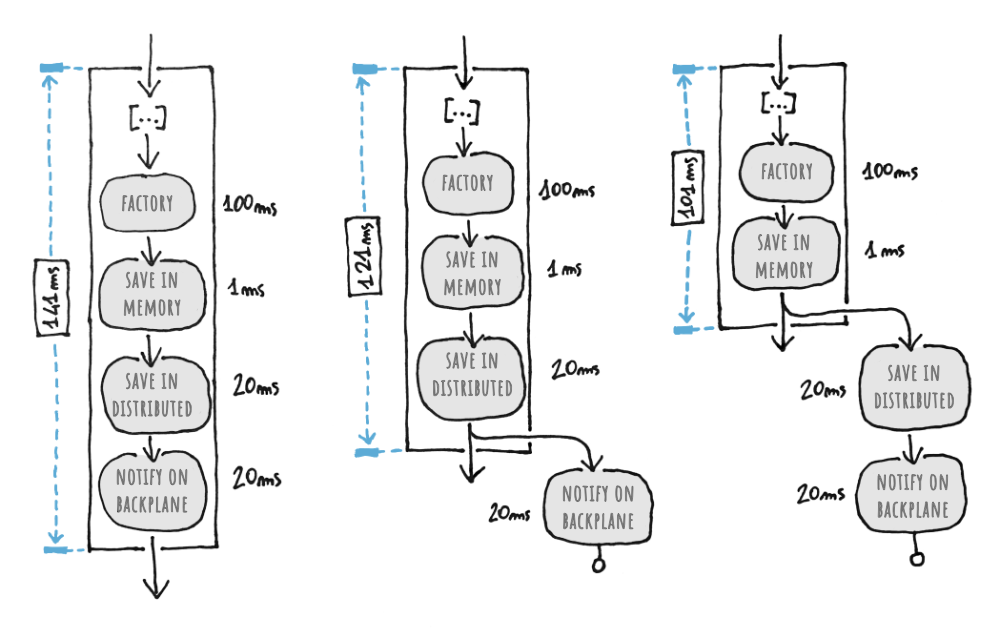 [...]
FACTORY
100ms
SAVE IN
MEMORY
1ms
SAVE IN
DISTRIBUTED
20ms
NOTIFY ON
BACKPLANE
20ms
141ms
[...]
FACTORY
100ms
SAVE IN
MEMORY
1ms
SAVE IN
DISTRIBUTED
20ms
NOTIFY ON
BACKPLANE
20ms
121ms
[...]
FACTORY
100ms
SAVE IN
MEMORY
1ms
SAVE IN
DISTRIBUTED
20ms
NOTIFY ON
BACKPLANE
20ms
101ms